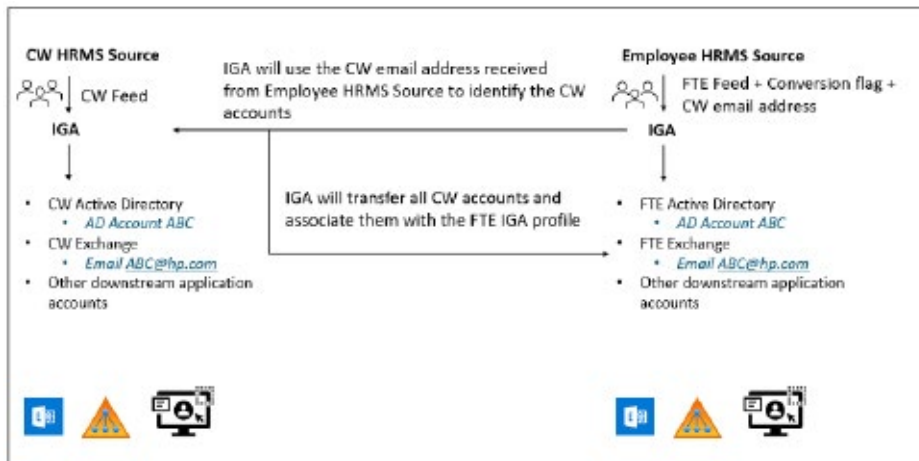 CW HRMS Source
CW Feed
IGA
• CW Active Directory
• AD Account ABC
• CW Exchange
• Email ABC@hp.com
• Other downstream application
accounts
IGA will use the CW email address received
from Employee HRMS Source to identify the CW
accounts
IGA will transfer all CW accounts and
associate them with the FTE IGA profile
Employee HRMS Source
FTE Feed + Conversion flag +
CW email address
IGA
• FTE Active Directory
• AD Account ABC
• FTE Exchange
• Email ABC@hp.com
• Other downstream application
accounts